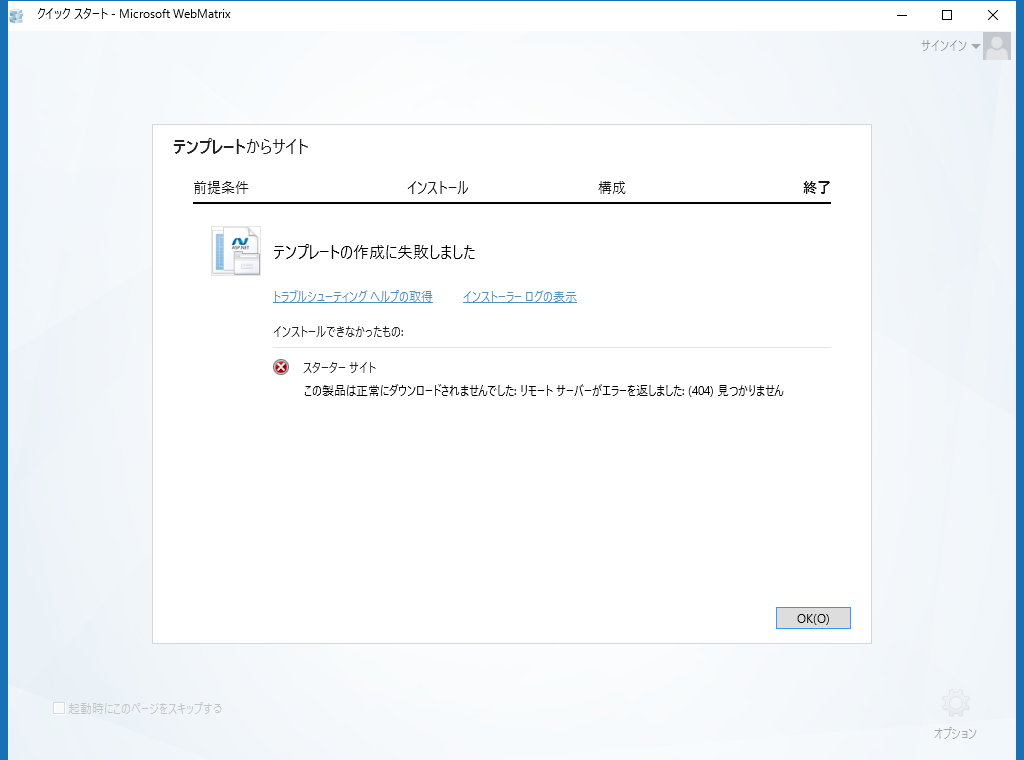 クイック スタート - Microsoft WebMatrix
サインイン
テンプレートからサイト
前提条件 インストール 構成 終了
ASP.NET
テンプレートの作成に失敗しました
トラブルシューティング ヘルプの取得 インストーラー ログの表示
インストールできなかったもの:
スターター サイト
この製品は正常にダウンロードされませんでした: リモート サーバーがエラーを返しました: (404) 見つかりません
OK(O)
起動時にこのページをスキップする
オプション